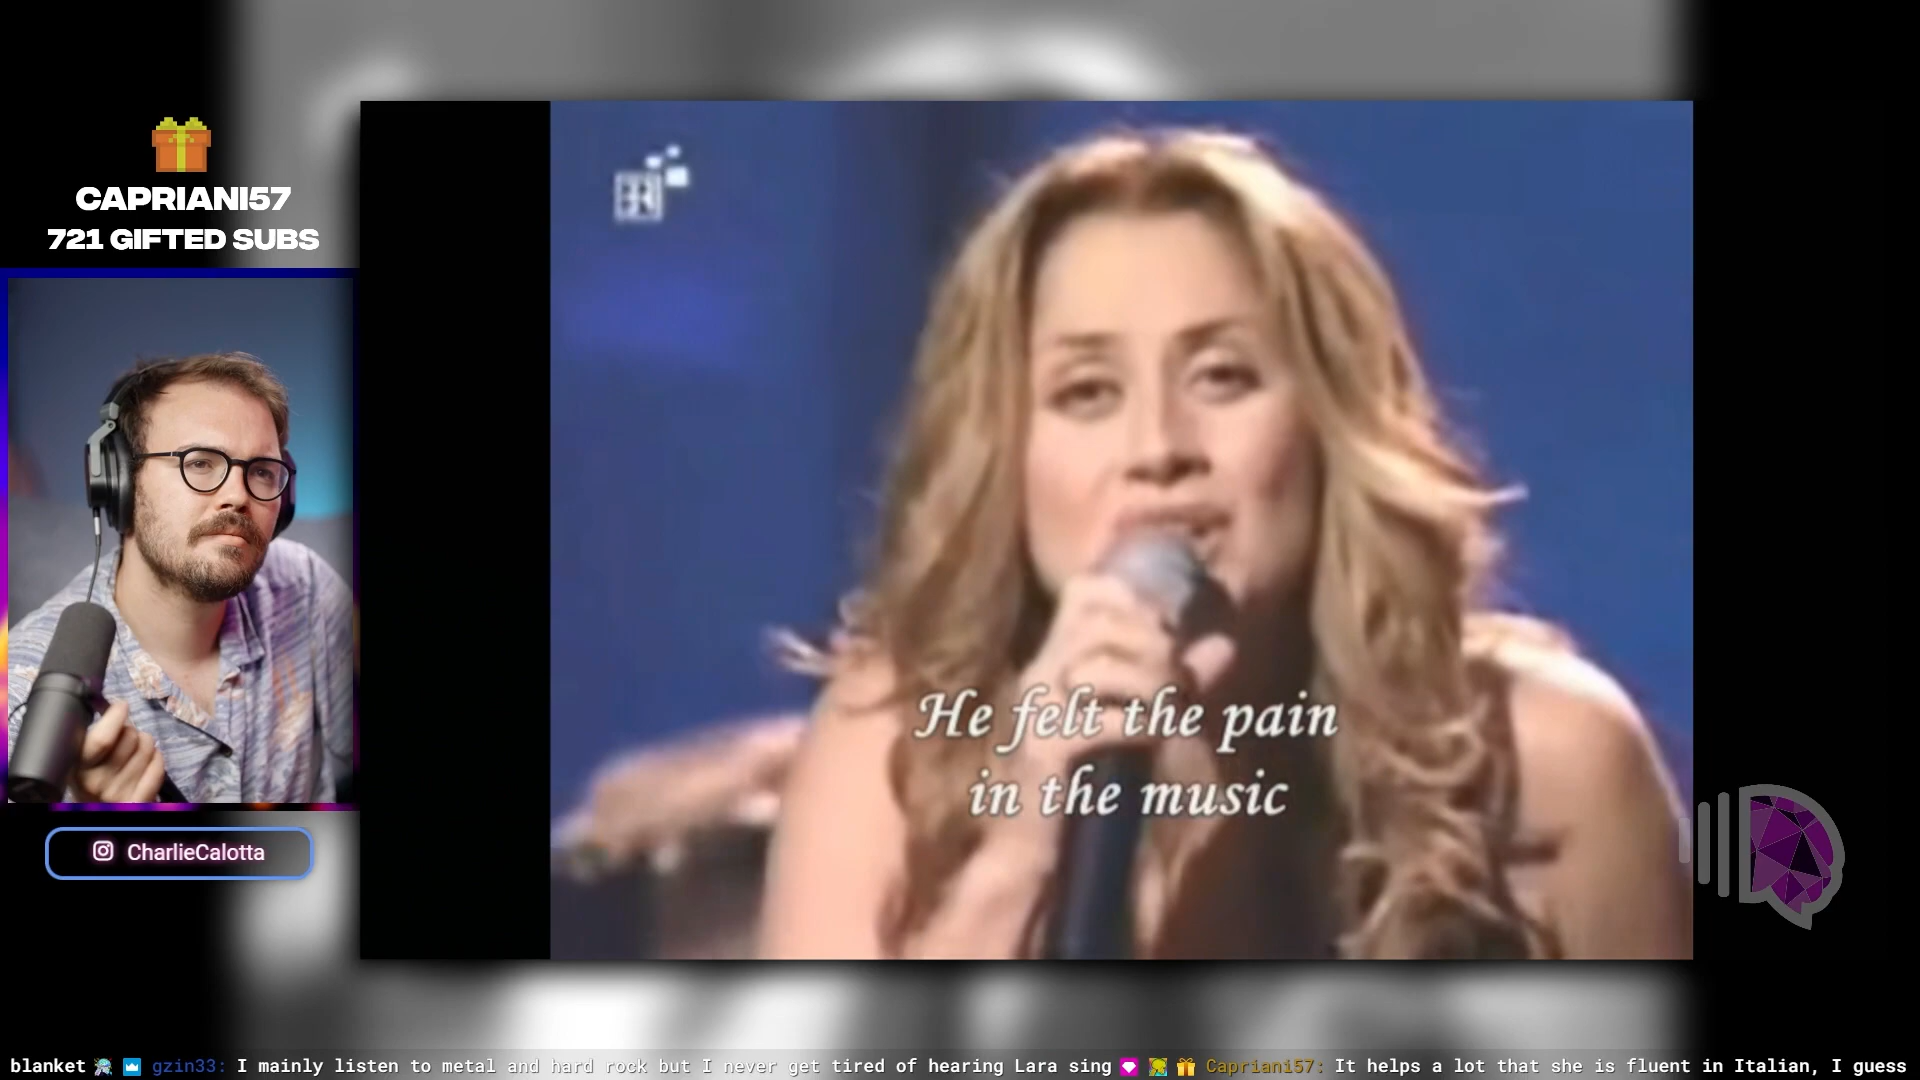 CAPRIANI57
721 GIFTED SUBS
He felt the pain
in the music
CharlieCalotta
blanket gzin33: I mainly listen to metal and hard rock but I never get tired of hearing Lara sing Capriani57: It helps a lot that she is fluent in Italian, I guess